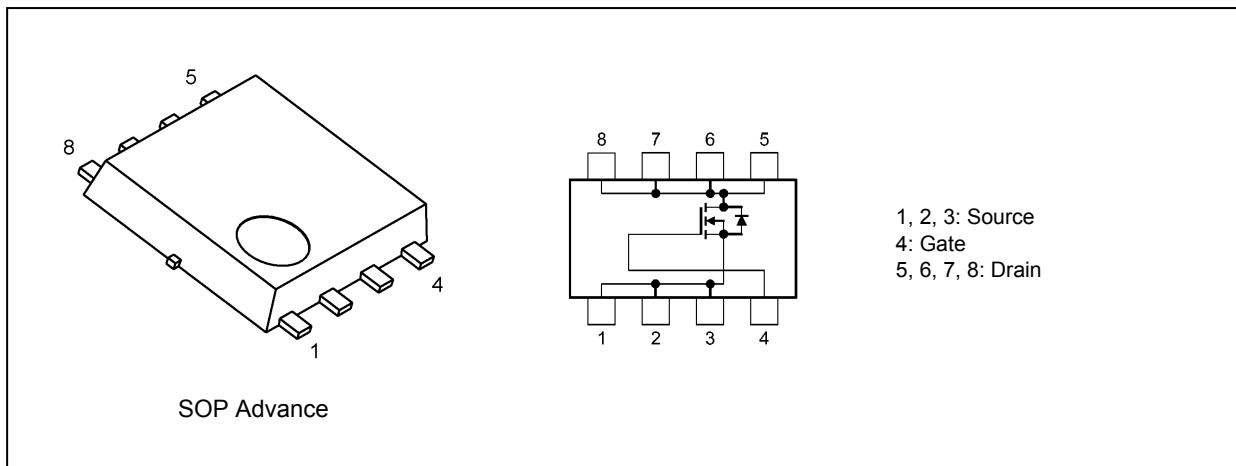 5
8
4
1
SOP Advance
8 7 6 5
1 2 3 4
1, 2, 3: Source
4: Gate
5, 6, 7, 8: Drain